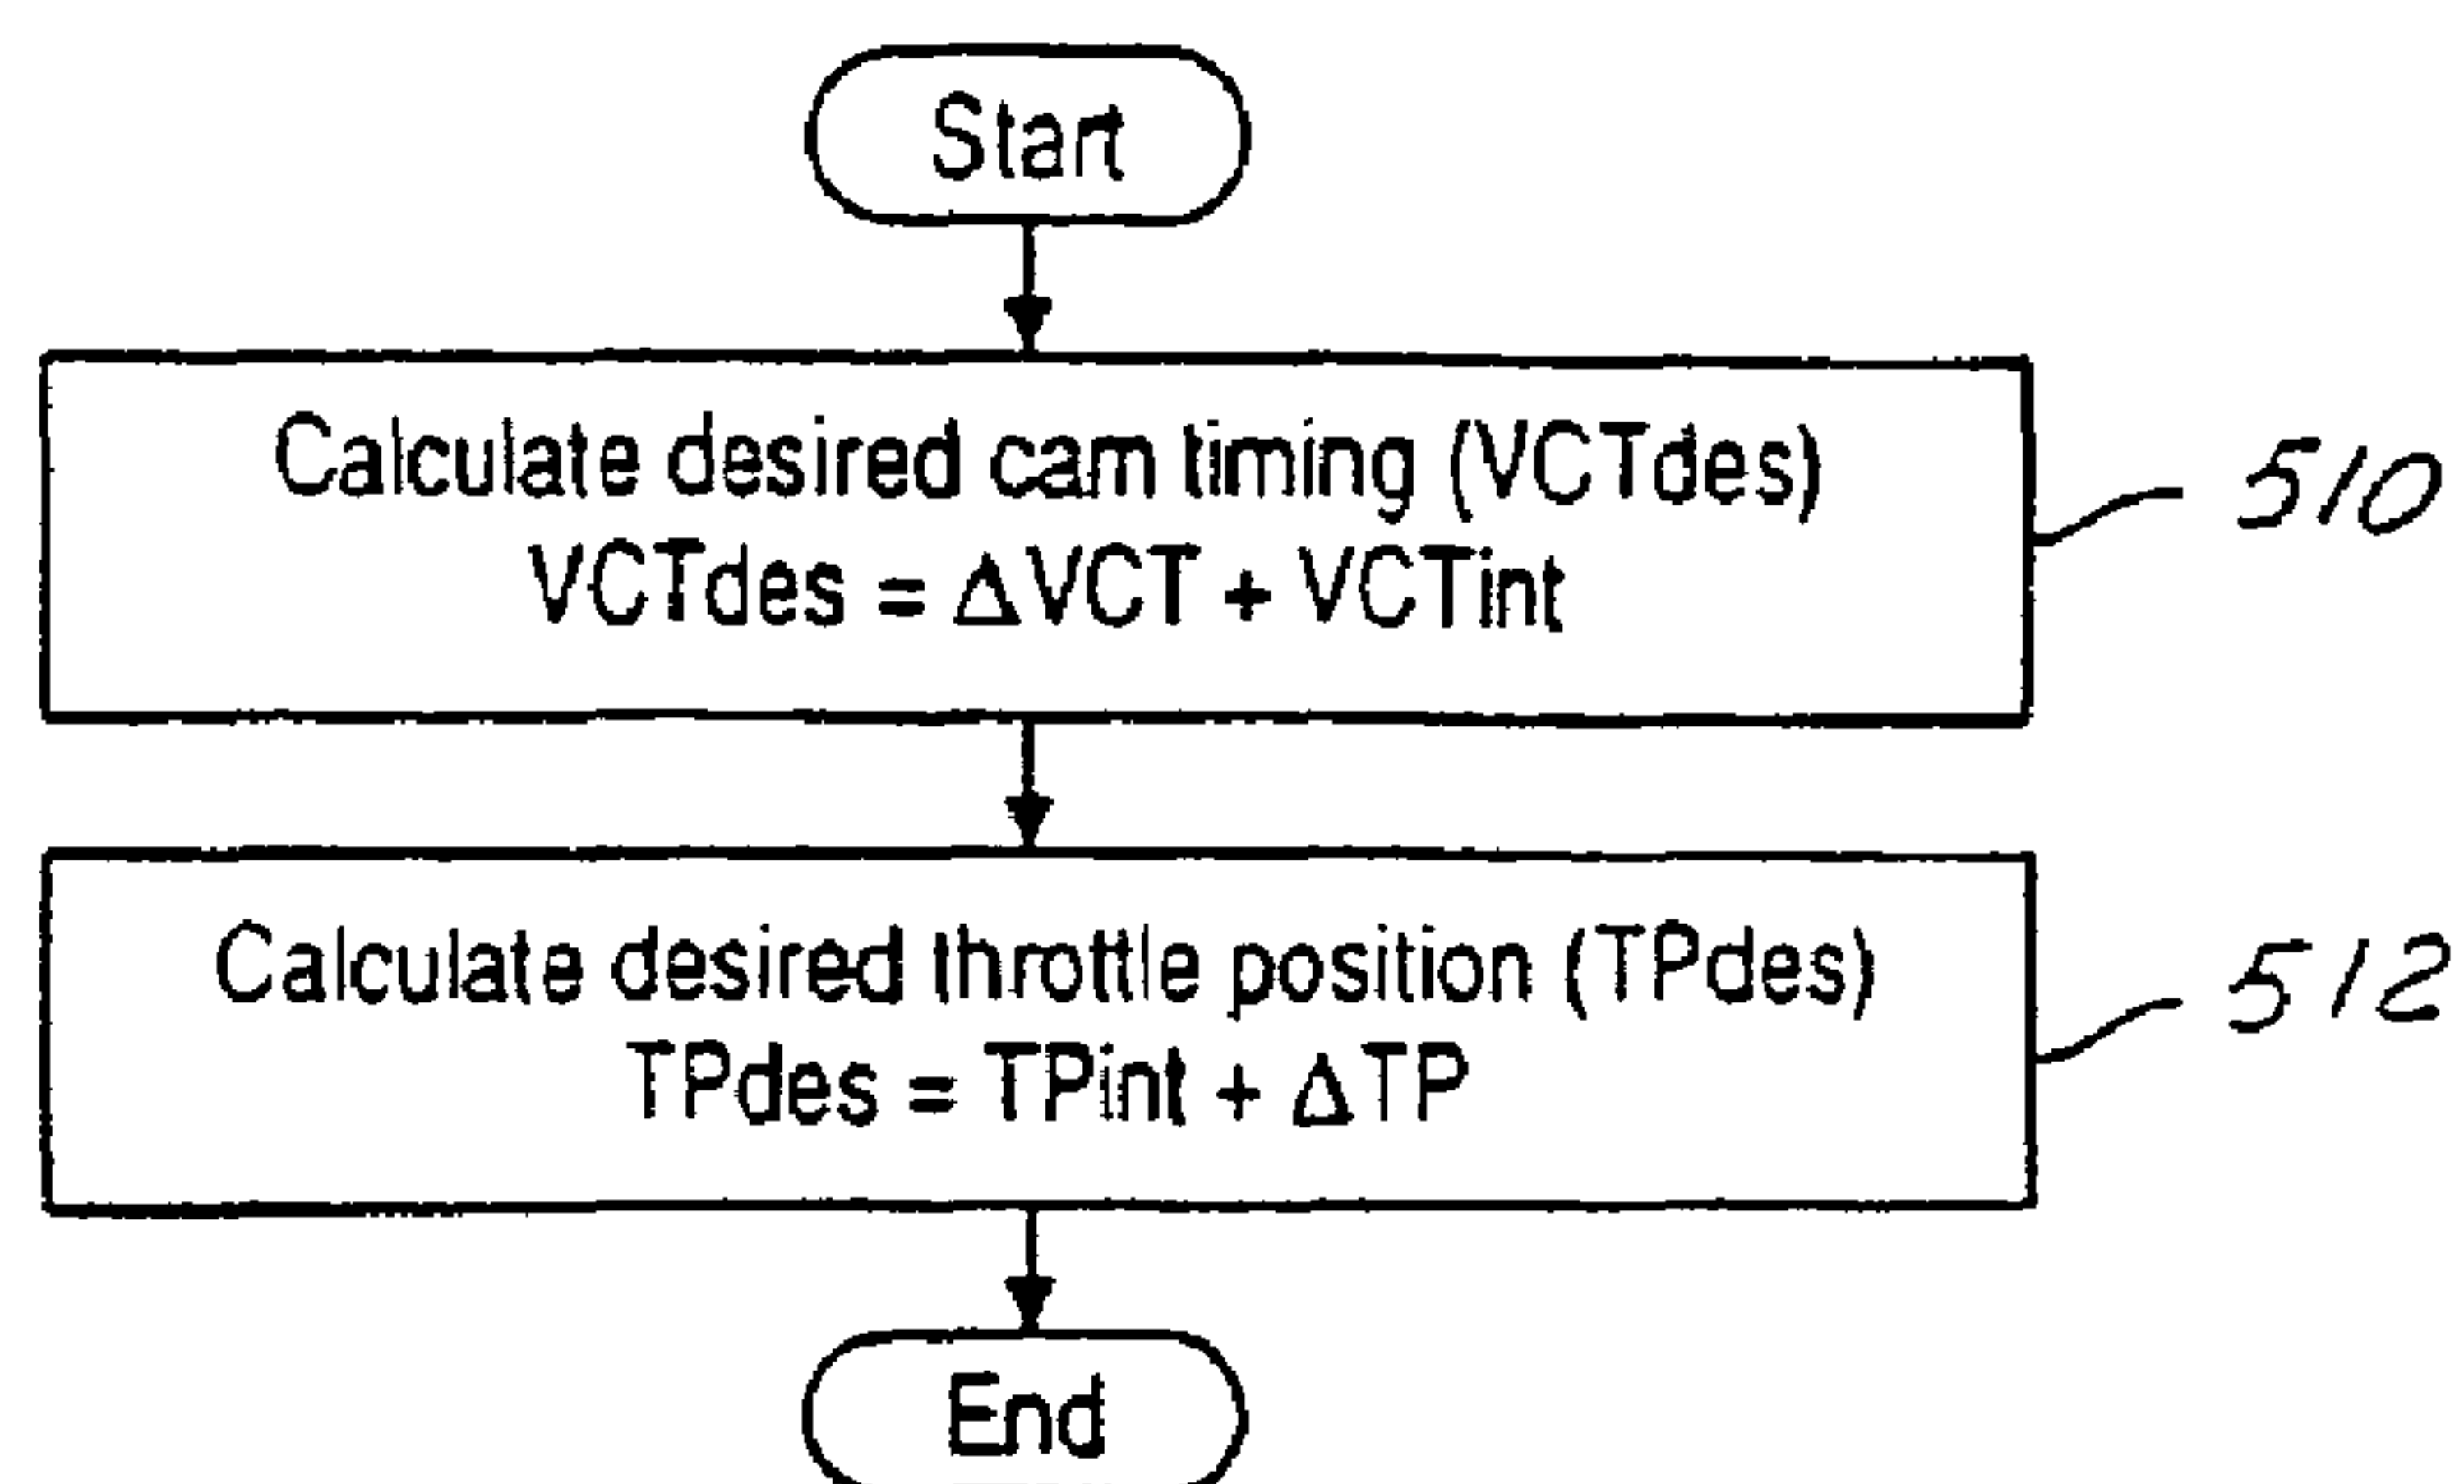 Start
Calculate desired cam timing (VCTdes)
VCTdes = ΔVCT + VCTint
510
Calculate desired throttle position (TPdes)
TPdes = TPint + ΔTP
512
End